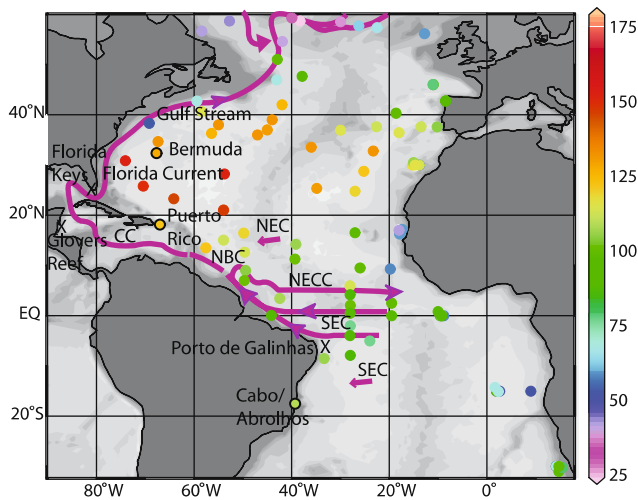 175
150
125
100
75
50
25
40°N
20°N
EQ
20°S
80°W
60°W
40°W
20°W
0°
Gulf Stream
Bermuda
Florida
Keys
Florida Current
Puerto
Rico
X
Glovers
Reef
CC
NEC
NBC
NECC
SEC
Porto de Galinhas X
SEC
Cabo/
Abrolhos